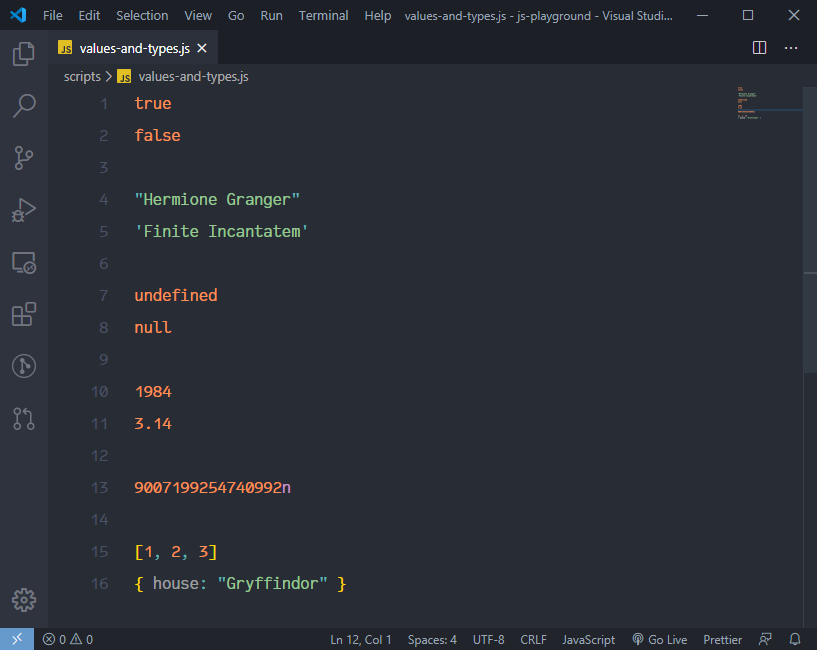 File Edit Selection View Go Run Terminal Help values-and-types.js - js-playground - Visual Studi...
JS values-and-types.js
scripts > JS values-and-types.js
1 true
2 false
3
4 "Hermione Granger"
5 'Finite Incantatem'
6
7 undefined
8 null
9
10 1984
11 3.14
12
13 9007199254740992n
14
15 [1, 2, 3]
16 { house: "Gryffindor" }
0 0 Ln 12, Col 1 Spaces: 4 UTF-8 CRLF JavaScript Go Live Prettier